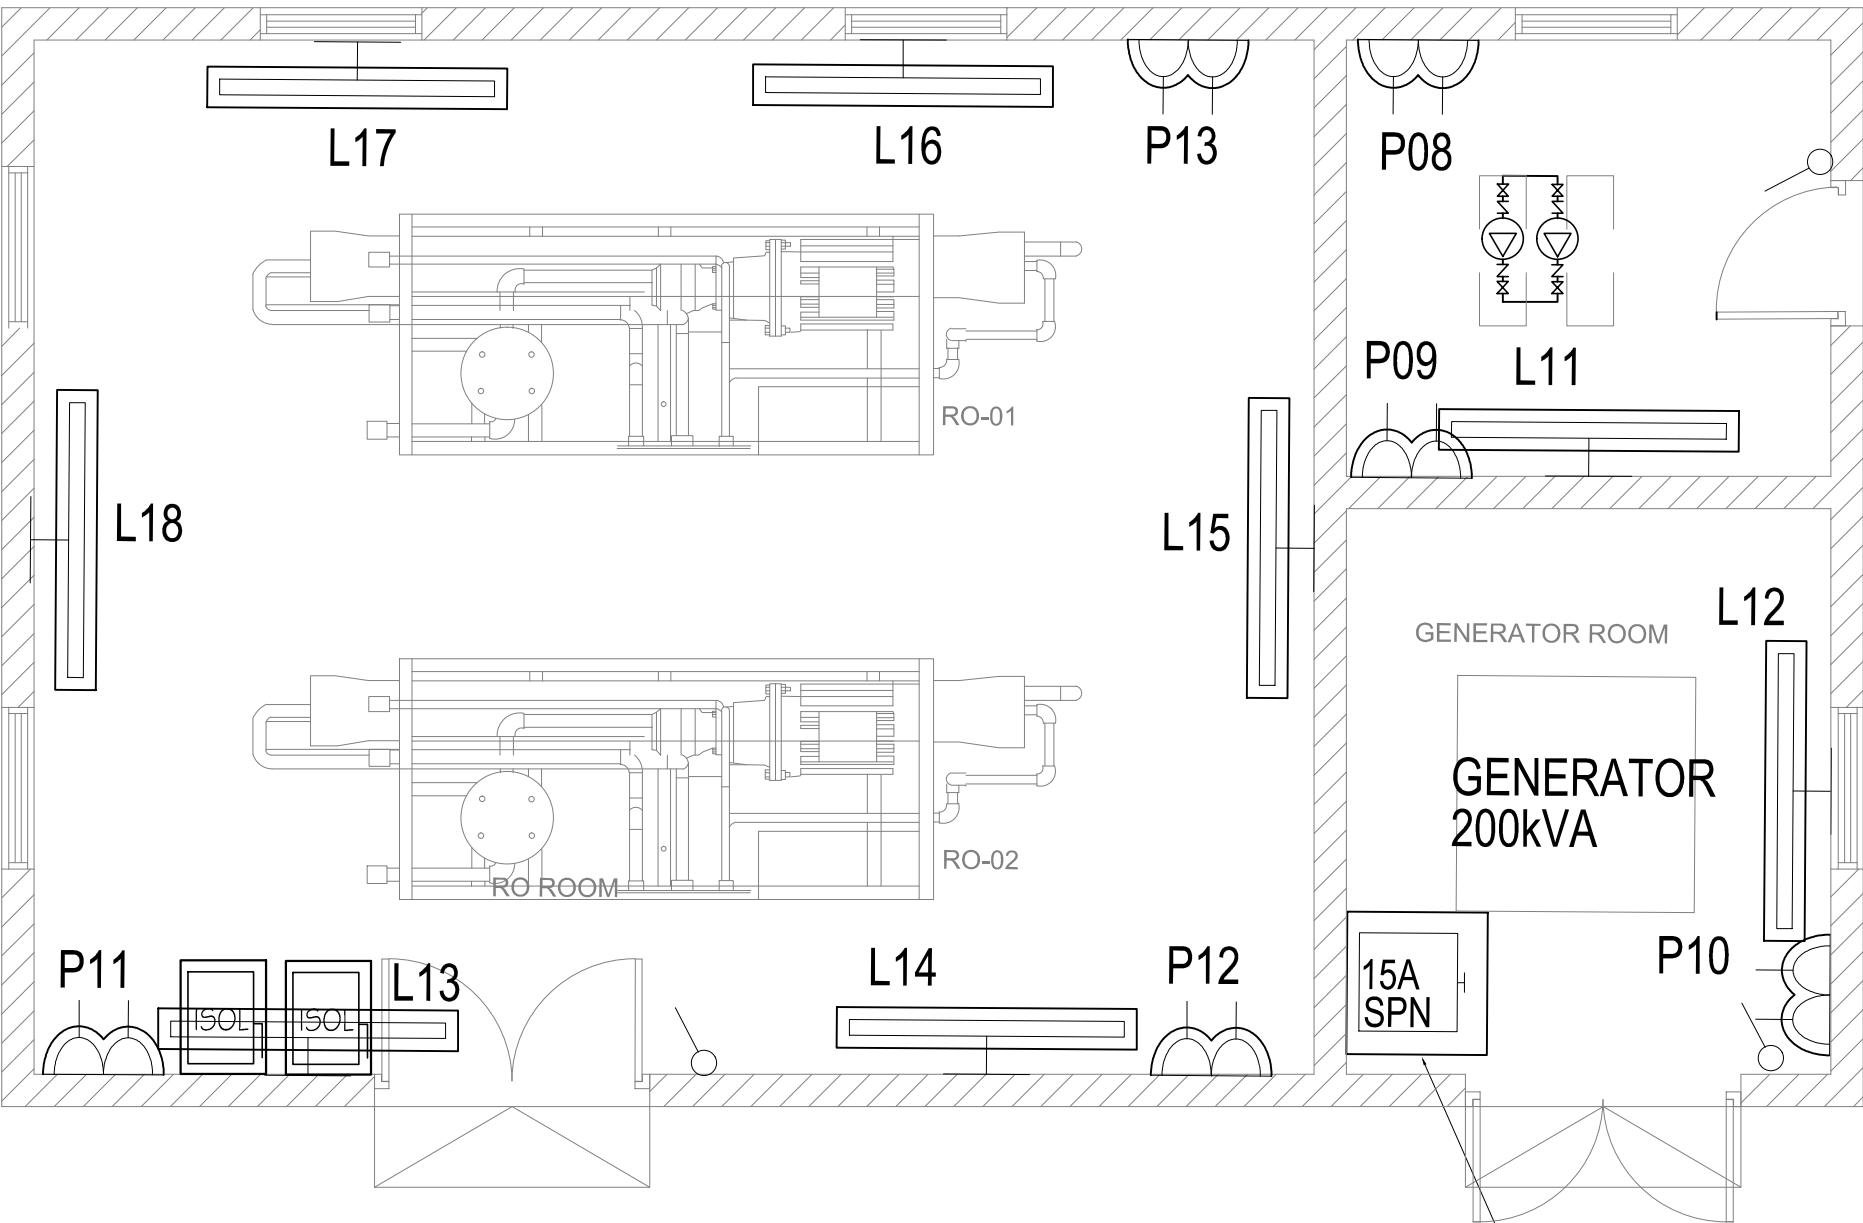 L17
L16
P13
P08
P09
L11
RO-01
L18
L15
L12
GENERATOR ROOM
GENERATOR
200kVA
RO-02
RO ROOM
P11
L13
L14
P12
15A
SPN
P10
ISOL
ISOL